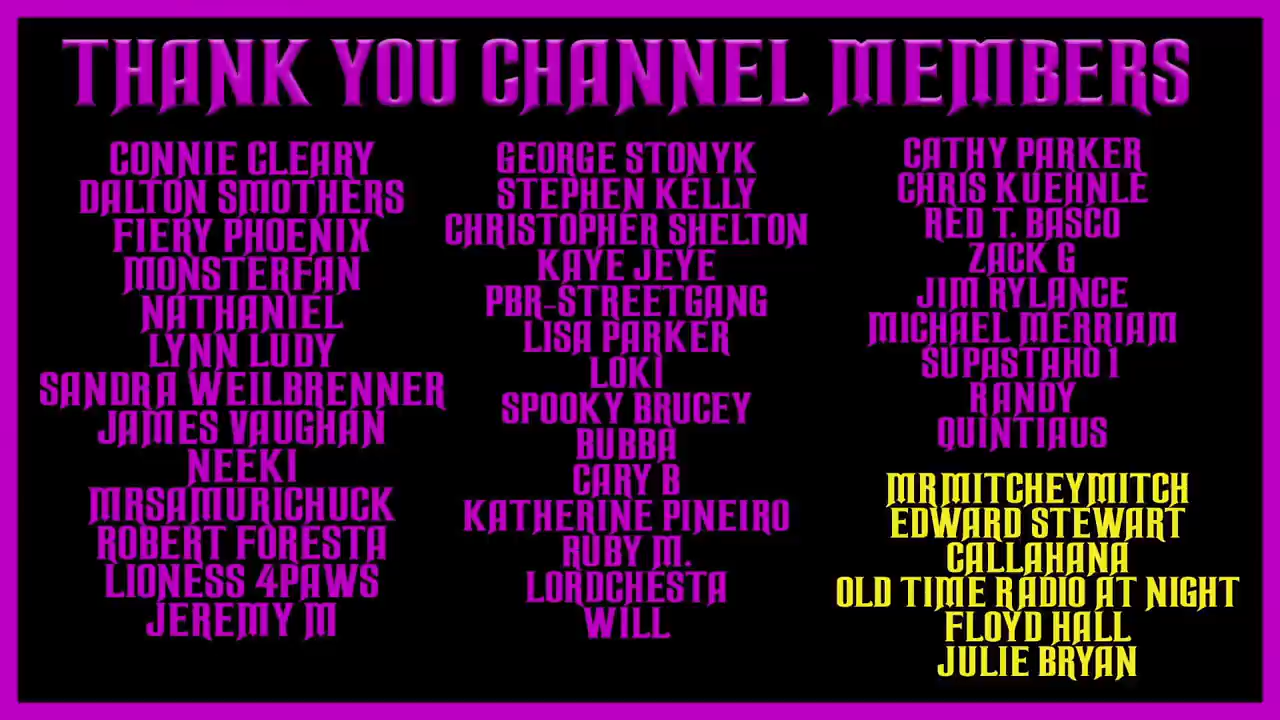 THANK YOU CHANNEL MEMBERS
CONNIE CLEARY
DALTON SMOTHERS
FIERY PHOENIX
MONSTERFAN
NATHANIEL
LYNN LUDY
SANDRA WEILBRENNER
JAMES VAUGHAN
NEEKI
MRSAMURICHUCK
ROBERT FORESTA
LIONESS 4PAWS
JEREMY M
GEORGE STONYK
STEPHEN KELLY
CHRISTOPHER SHELTON
KAYE JEYE
PBR-STREETGANG
LISA PARKER
LOKI
SPOOKY BRUCEY
BUBBA
CARY B
KATHERINE PINEIRO
RUBY M.
LORDCHESTA
WILL
CATHY PARKER
CHRIS KUEHNLE
RED T. BASCO
ZACK G
JIM RYLANCE
MICHAEL MERRIAM
SUPASTAHO1
RANDY
QUINTIAUS
MRMITCHEYMITCH
EDWARD STEWART
CALLAHANA
OLD TIME RADIO AT NIGHT
FLOYD HALL
JULIE BRYAN